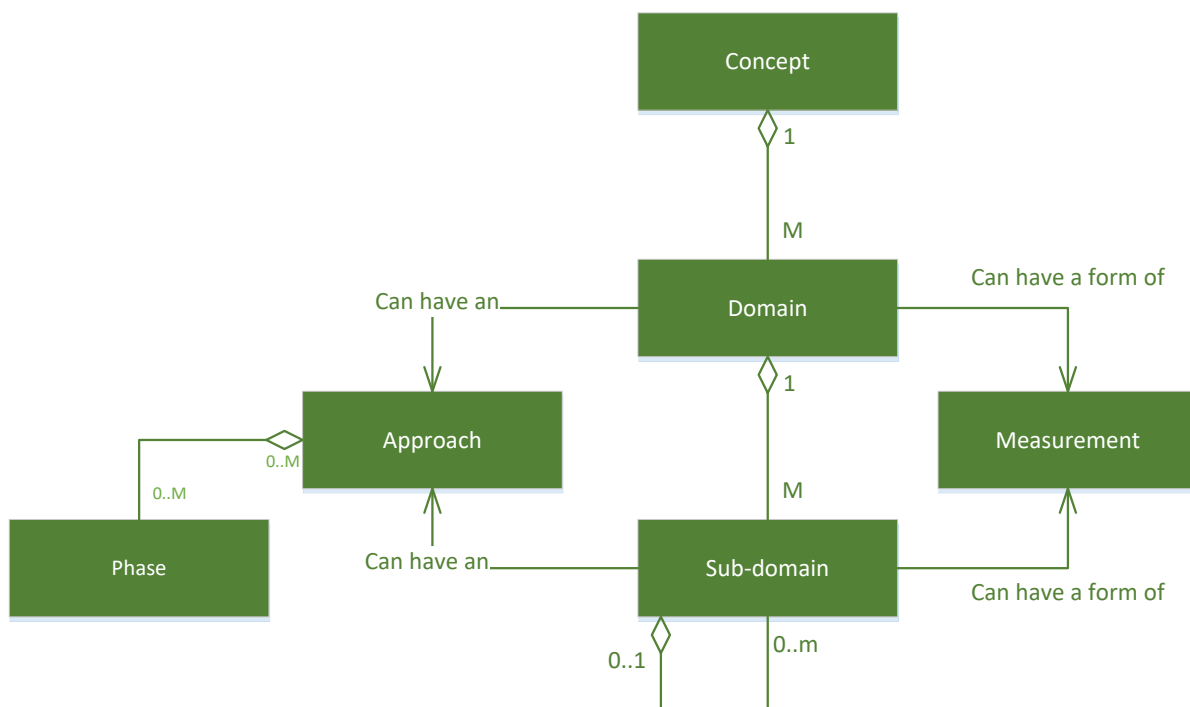 Concept
1
M
Can have a form of
Can have an
Domain
1
Approach
Measurement
0..M
0..M
M
Phase
Can have an
Sub-domain
Can have a form of
0..1
0..m